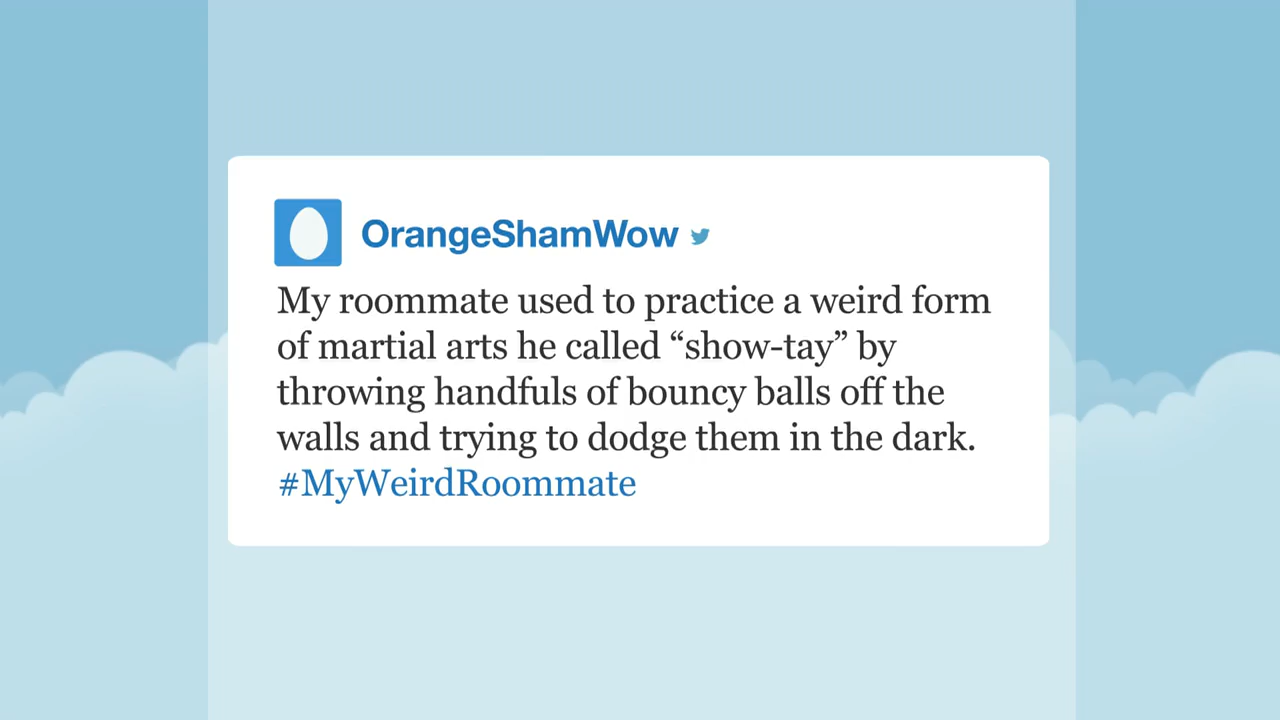 OrangeShamWow
My roommate used to practice a weird form
of martial arts he called “show-tay” by
throwing handfuls of bouncy balls off the
walls and trying to dodge them in the dark.
#MyWeirdRoommate